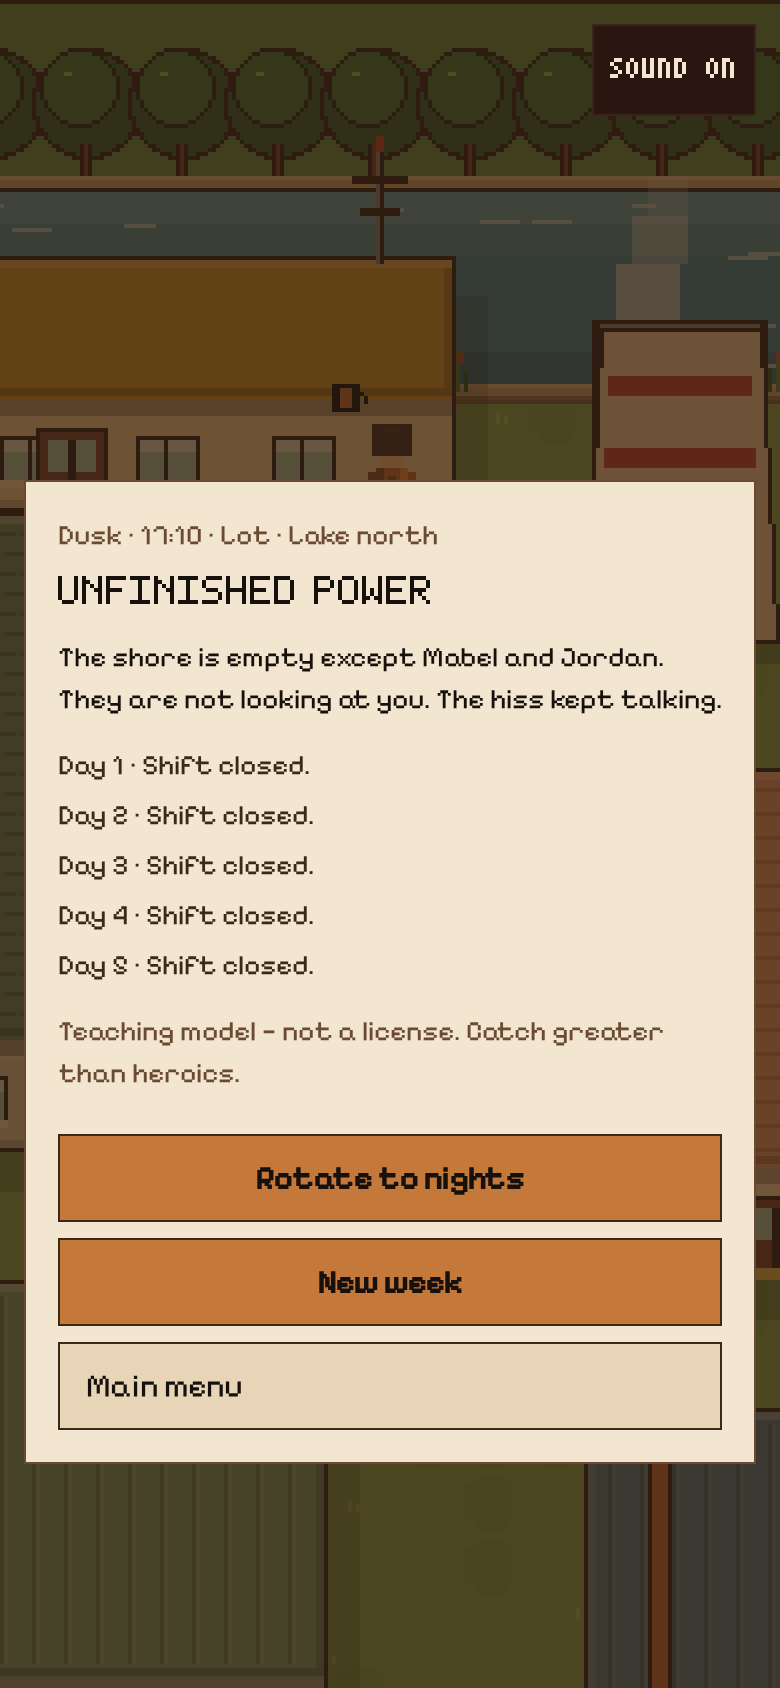 SOUND ON
Dusk · 17:10 · Lot · Lake north
UNFINISHED POWER
The shore is empty except Mabel and Jordan.
They are not looking at you. The hiss kept talking.
Day 1 · Shift closed.
Day 2 · Shift closed.
Day 3 · Shift closed.
Day 4 · Shift closed.
Day 5 · Shift closed.
Teaching model – not a license. Catch greater
than heroics.
Rotate to nights
New week
Main menu